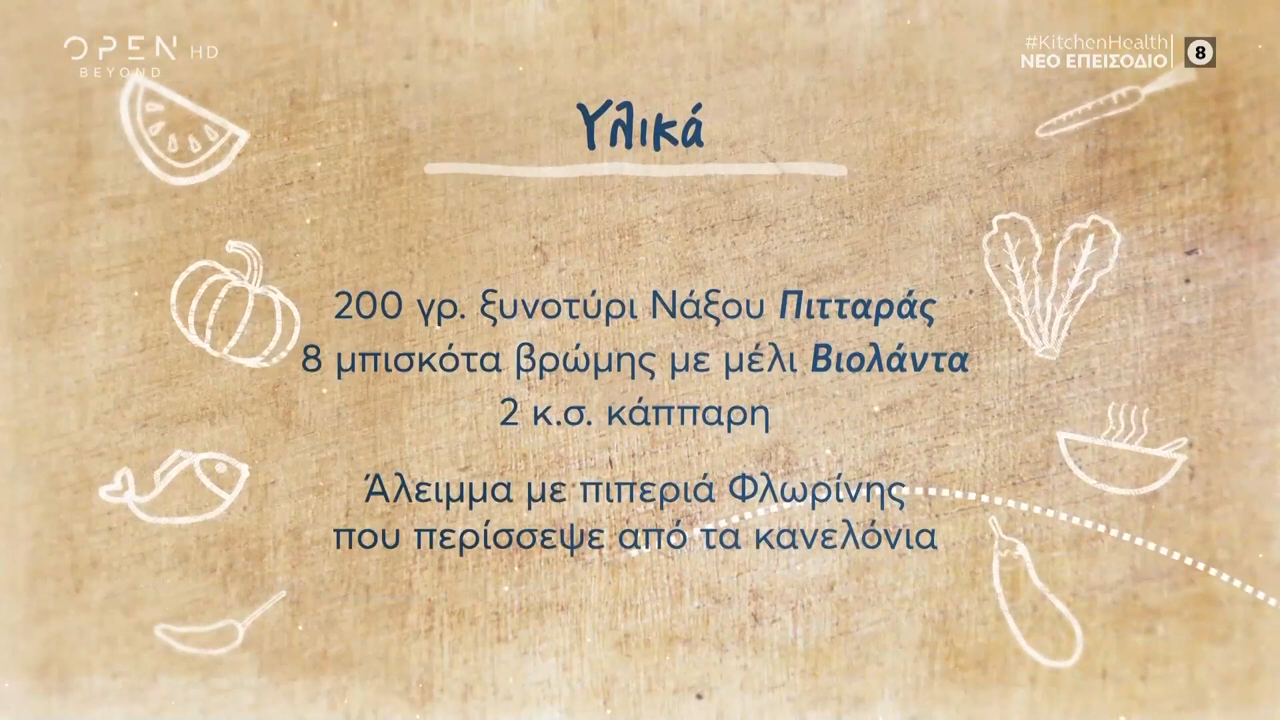 OPEN HD
BEYOND
#KitchenHealth
ΝΕΟ ΕΠΕΙΣΟΔΙΟ
8
Υλικά
200 γρ. ξυνοτύρι Νάξου Πιτταράς
8 μπισκότα βρώμης με μέλι Βιολάντα
2 κ.σ. κάππαρη
Άλειμμα με πιπεριά Φλωρίνης
που περίσσεψε από τα κανελόνια